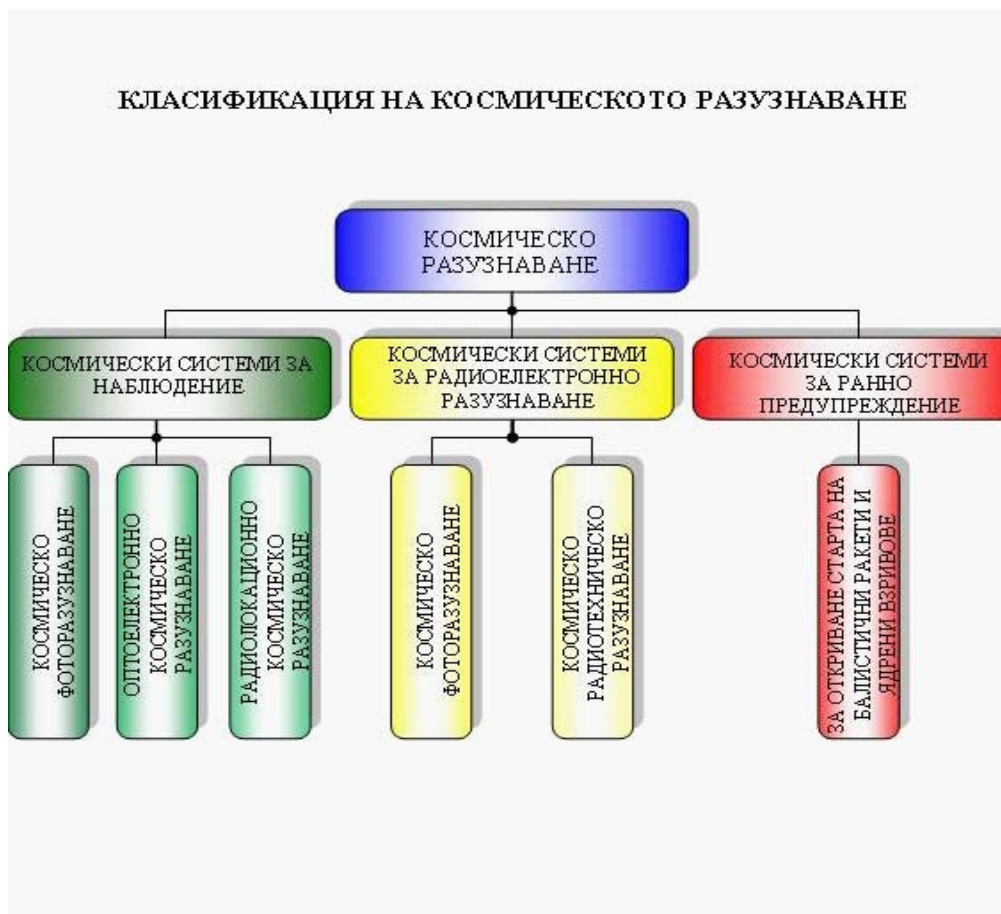 КЛАСИФИКАЦИЯ НА КОСМИЧЕСКОТО РАЗУЗНАВАНЕ
КОСМИЧЕСКО
РАЗУЗНАВАНЕ
КОСМИЧЕСКИ СИСТЕМИ ЗА
НАБЛЮДЕНИЕ
КОСМИЧЕСКИ СИСТЕМИ
ЗА РАДИОЕЛЕКТРОННО
РАЗУЗНАВАНЕ
КОСМИЧЕСКИ СИСТЕМИ
ЗА РАННО
ПРЕДУПРЕЖДЕНИЕ
КОСМИЧЕСКО
ФОТОРАЗУЗНАВАНЕ
ОПТОЕЛЕКТРОННО
КОСМИЧЕСКО
РАЗУЗНАВАНЕ
РАДИОЛОКАЦИОННО
КОСМИЧЕСКО
РАЗУЗНАВАНЕ
КОСМИЧЕСКО
ФОТОРАЗУЗНАВАНЕ
КОСМИЧЕСКО
РАДИОТЕХНИЧЕСКО
РАЗУЗНАВАНЕ
ЗА ОТКРИВАНЕ СТАРТА НА
БАЛИСТИЧНИ РАКЕТИ И
ЯДРЕНИ ВЗРИВОВЕ